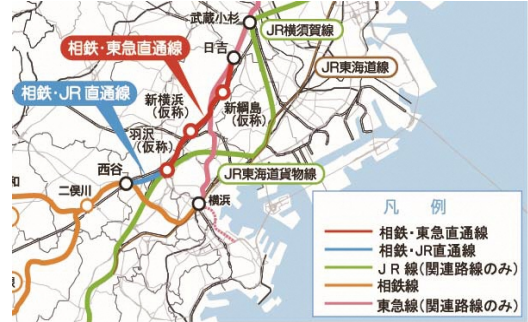 武蔵小杉
JR横須賀線
日吉
相鉄・東急直通線
JR東海道線
相鉄・JR直通線
新横浜
(仮称)
新綱島
(仮称)
羽沢
(仮称)
西谷
JR東海道貨物線
二俣川
和
横浜
線
凡例
相鉄・東急直通線
相鉄・JR直通線
JR線(関連路線のみ)
相鉄線
東急線(関連路線のみ)